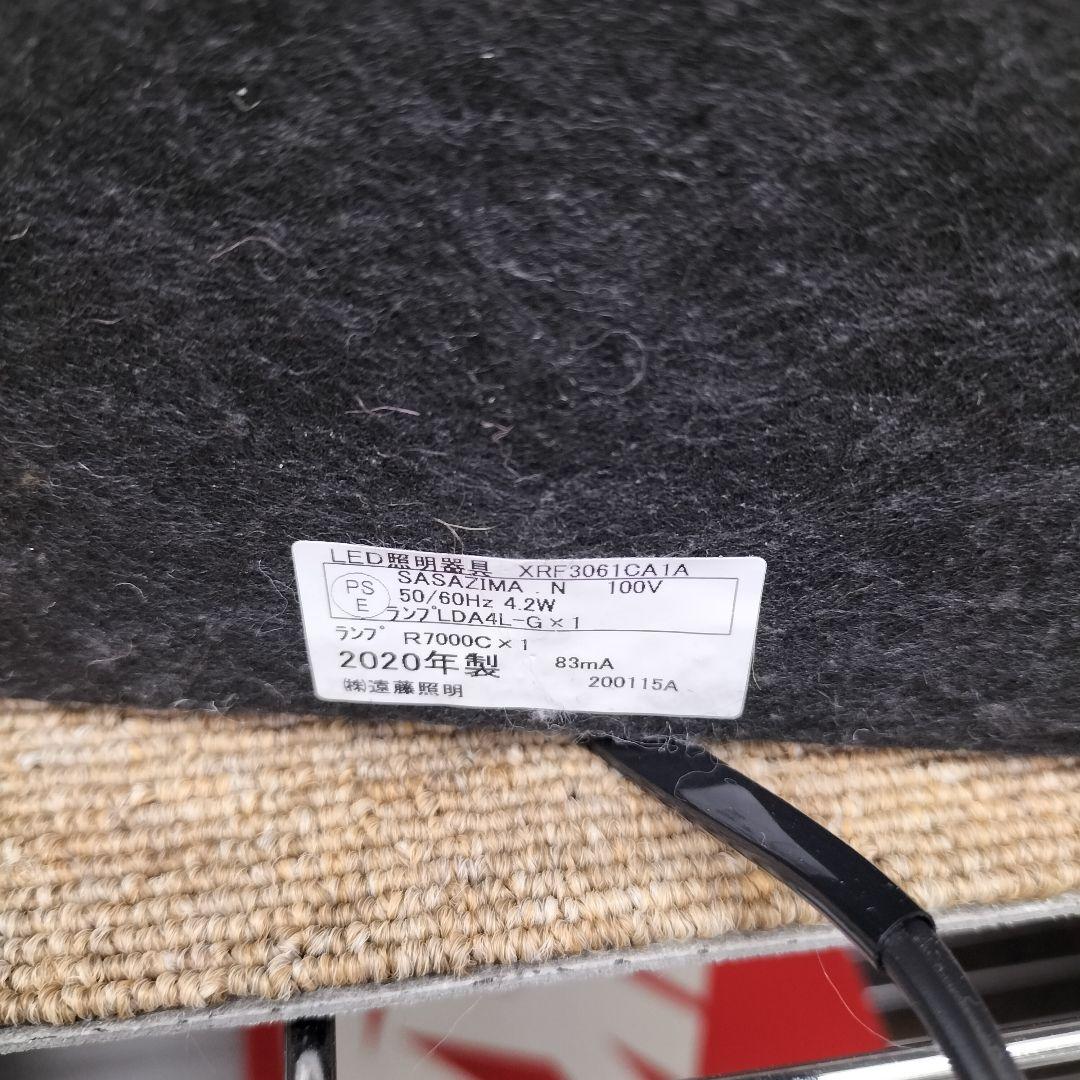 LED照明器具 XRF3061CA1A
PS
E
SASAZIMA . N 100V
50/60Hz 4.2W
ランプLDA4L-G×1
ランプ R7000C×1
2020年製 83mA
㈱遠藤照明 200115A